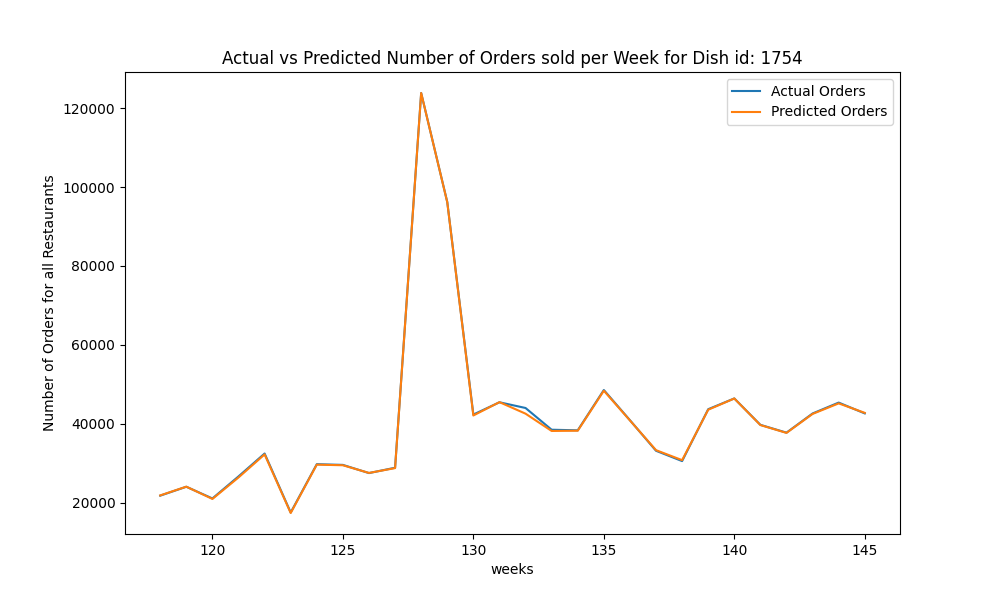 Actual vs Predicted Number of Orders sold per Week for Dish id: 1754
Actual Orders
Predicted Orders
Number of Orders for all Restaurants
120000
100000
80000
60000
40000
20000
120 125 130 135 140 145
weeks